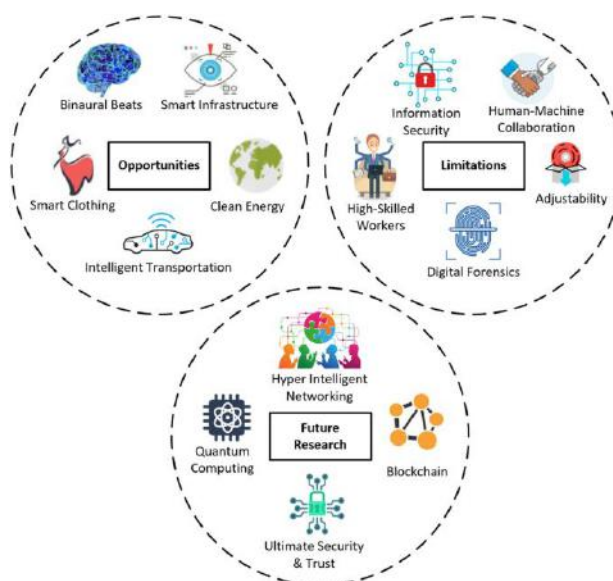 Binaural Beats
Smart Infrastructure
Opportunities
Smart Clothing
Clean Energy
Intelligent Transportation
Information
Security
Human-Machine
Collaboration
Limitations
High-Skilled
Workers
Adjustability
Digital Forensics
Hyper Intelligent
Networking
Quantum
Computing
Future
Research
Blockchain
Ultimate Security
& Trust